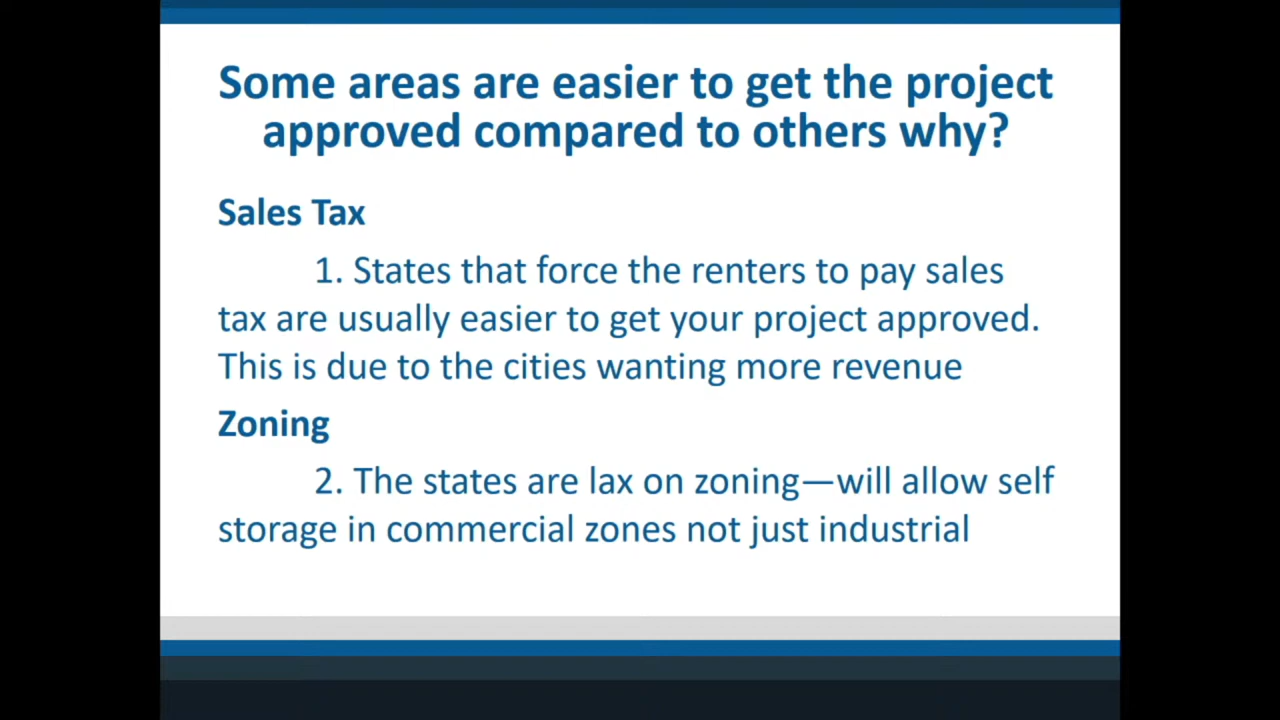 Some areas are easier to get the project
approved compared to others why?
Sales Tax
1. States that force the renters to pay sales
tax are usually easier to get your project approved.
This is due to the cities wanting more revenue
Zoning
2. The states are lax on zoning—will allow self
storage in commercial zones not just industrial